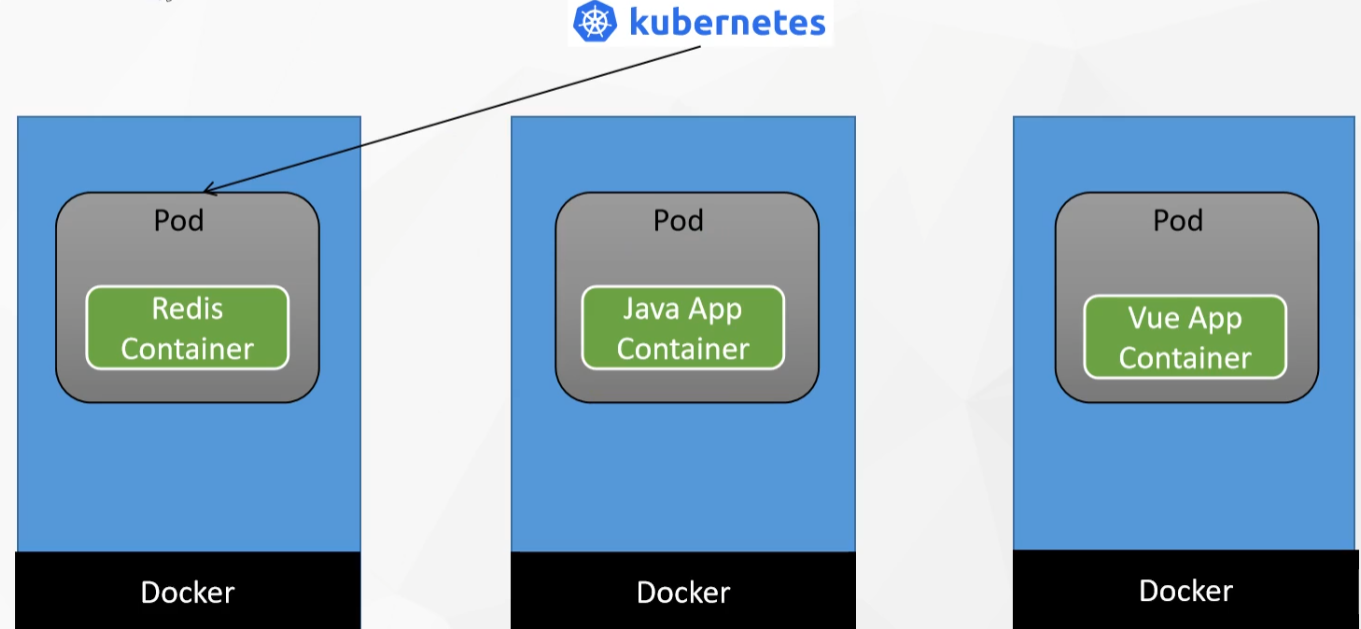 kubernetes
Pod
Redis
Container
Docker
Pod
Java App
Container
Docker
Pod
Vue App
Container
Docker